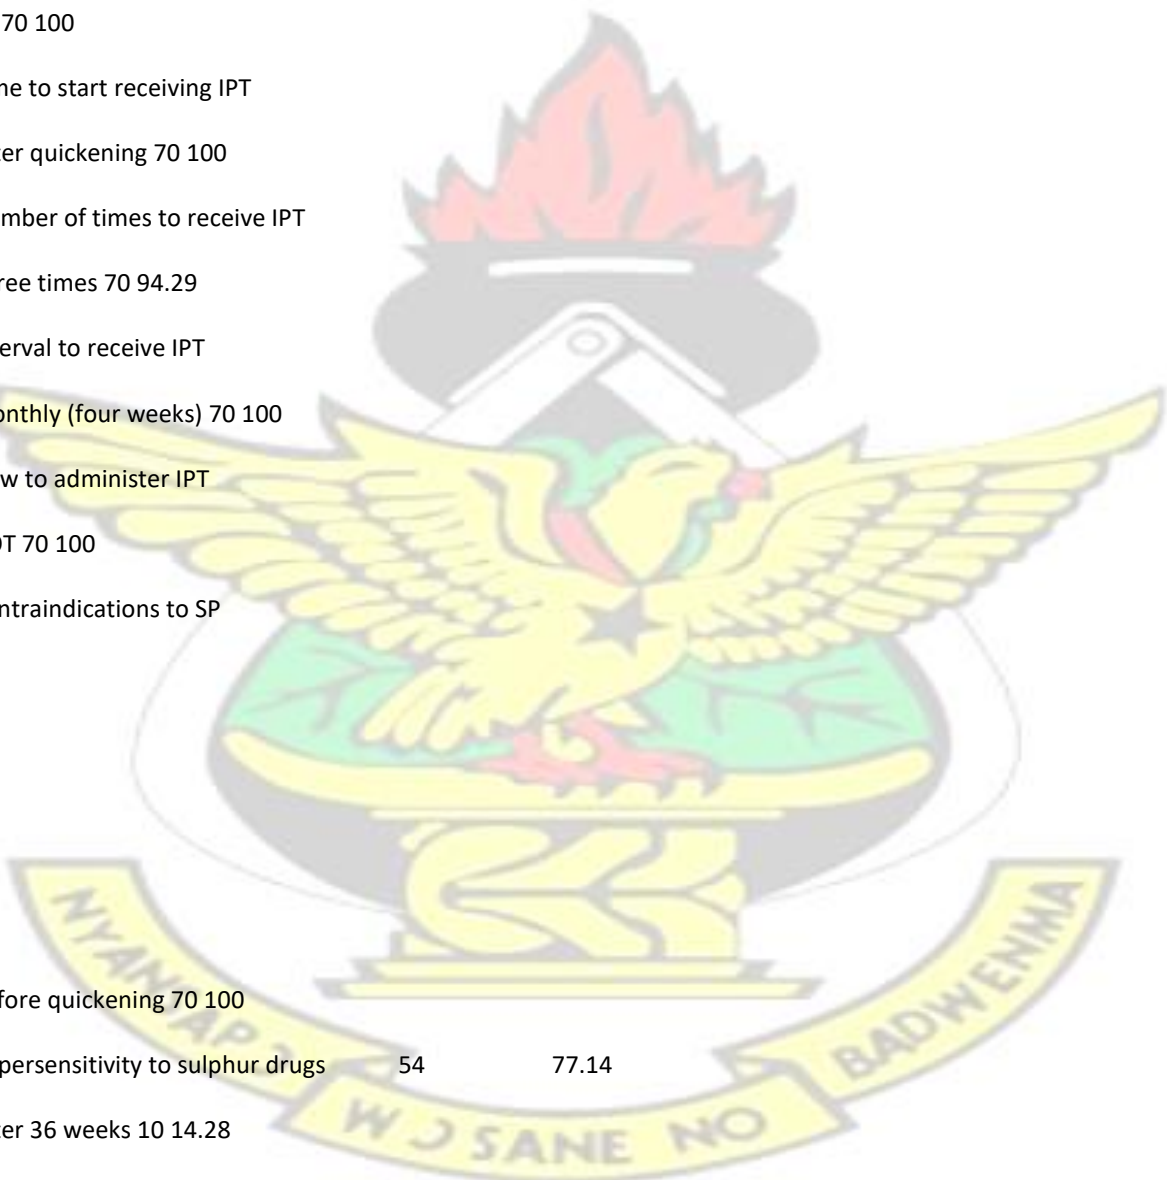 70 100
ne to start receiving IPT
ter quickening 70 100
mber of times to receive IPT
ree times 70 94.29
erval to receive IPT
onthly (four weeks) 70 100
w to administer IPT
OT 70 100
ntraindications to SP
fore quickening 70 100
persensitivity to sulphur drugs 54 77.14
ter 36 weeks 10 14.28
NYANSAPƆ WƆ SANE NO BADWENMA